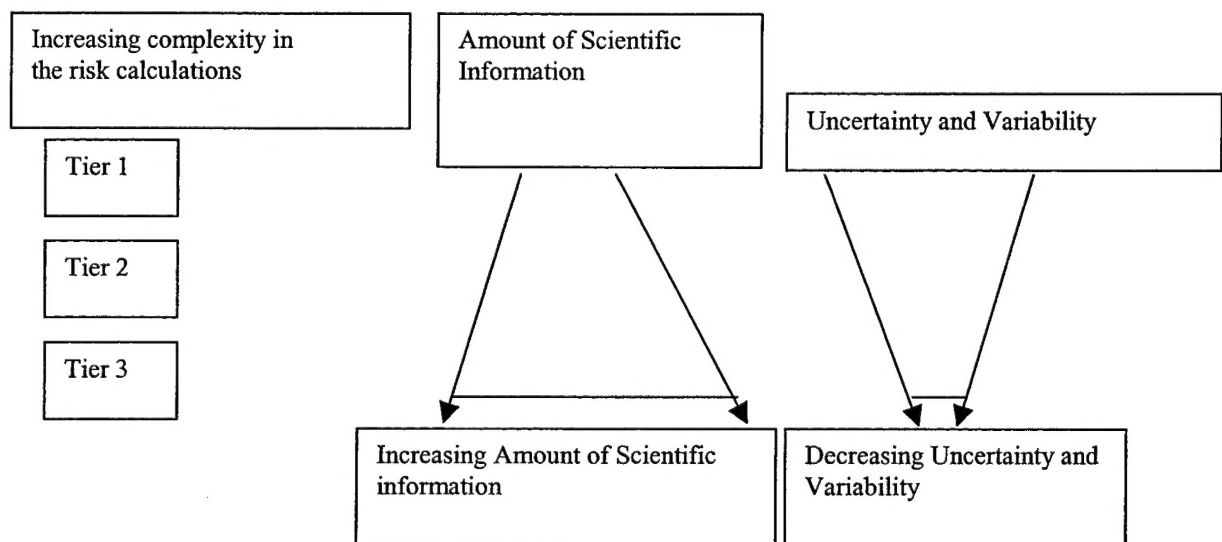 Increasing complexity in
the risk calculations
Amount of Scientific
Information
Uncertainty and Variability
Tier 1
Tier 2
Tier 3
Increasing Amount of Scientific
information
Decreasing Uncertainty and
Variability